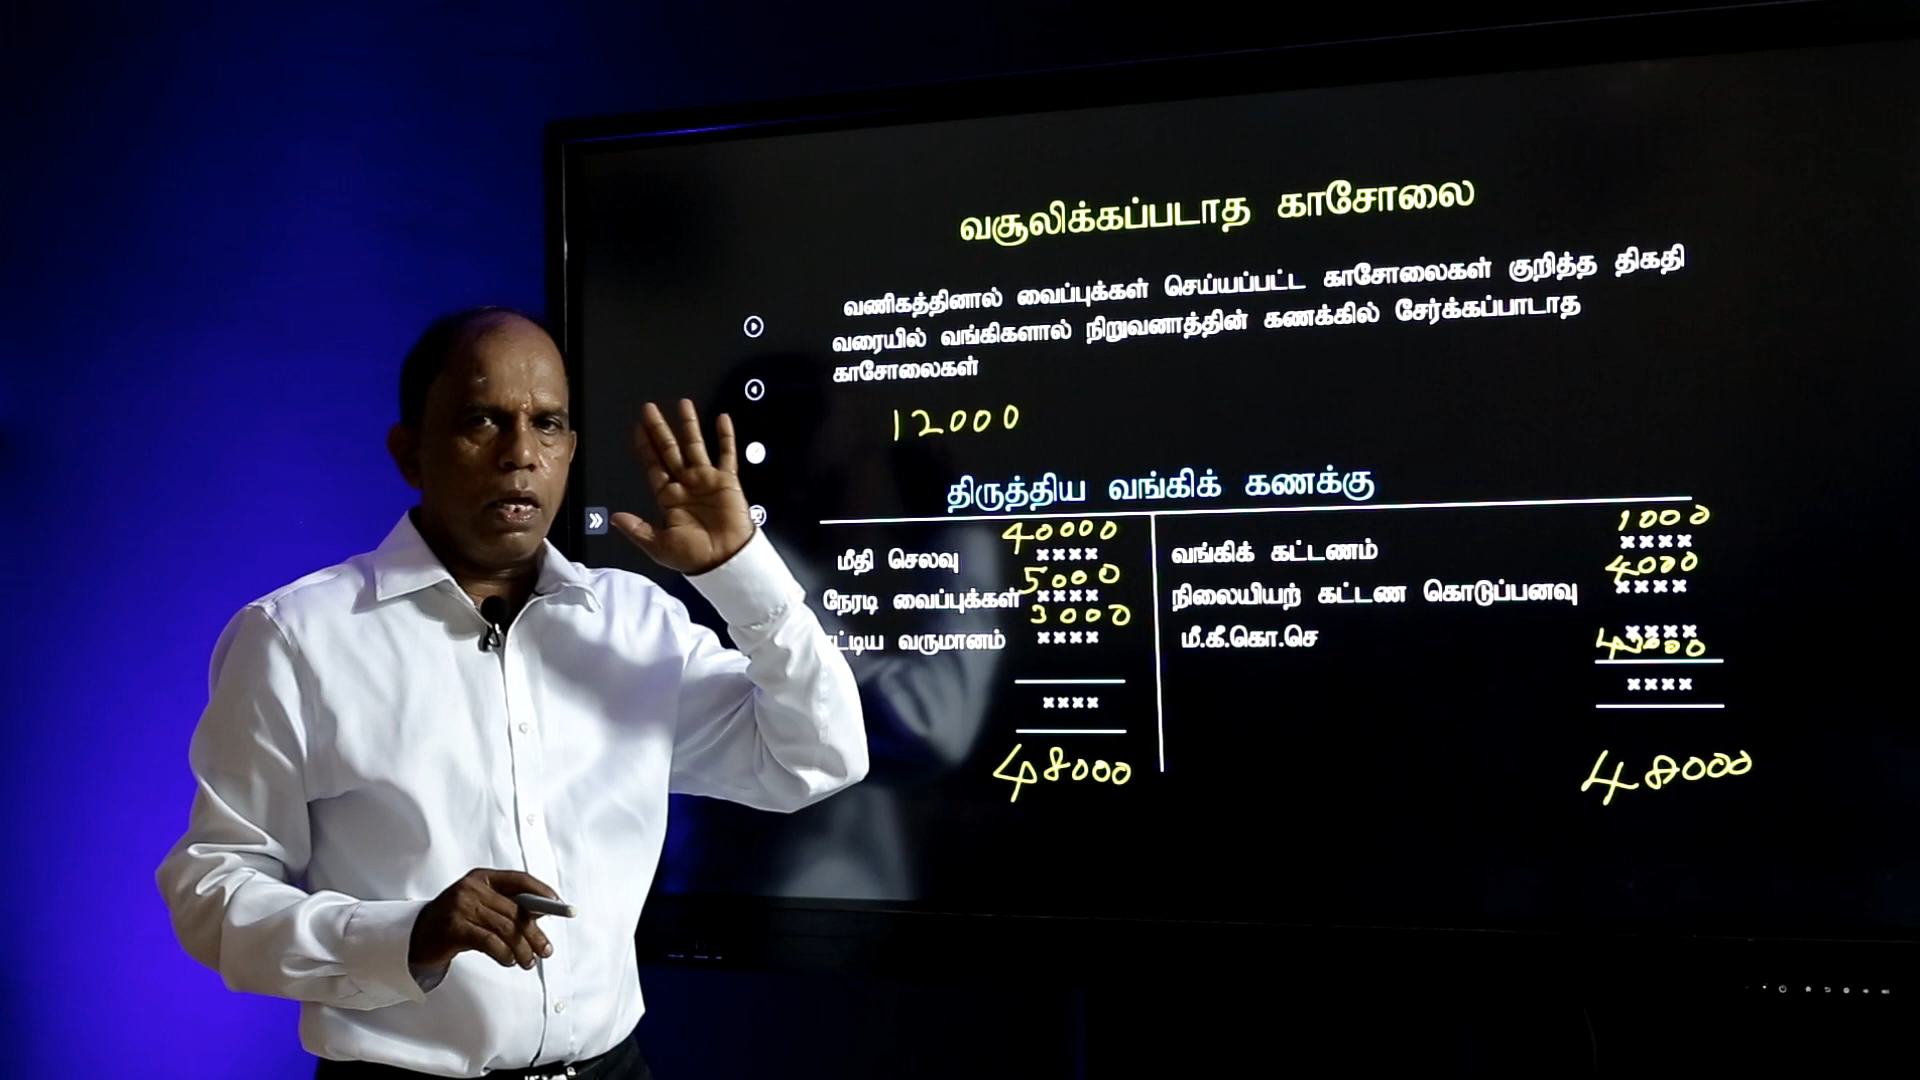 வசூலிக்கப்படாத காசோலை
வணிகத்தினால் வைப்புக்கள் செய்யப்பட்ட காசோலைகள் குறித்த திகதி
வரையில் வங்கிகளால் நிறுவனாத்தின் கணக்கில் சேர்க்கப்பாடாத
காசோலைகள்
12000
திருத்திய வங்கிக் கணக்கு
40000
மீதி செலவு ××××
5000
நேரடி வைப்புக்கள் ××××
3000
ட்டிய வருமானம் ××××
××××
48000
1000
வங்கிக் கட்டணம் ××××
4000
நிலையியற் கட்டண கொடுப்பனவு ××××
மீ.கீ.கொ.செ ××××
43000
××××
48000